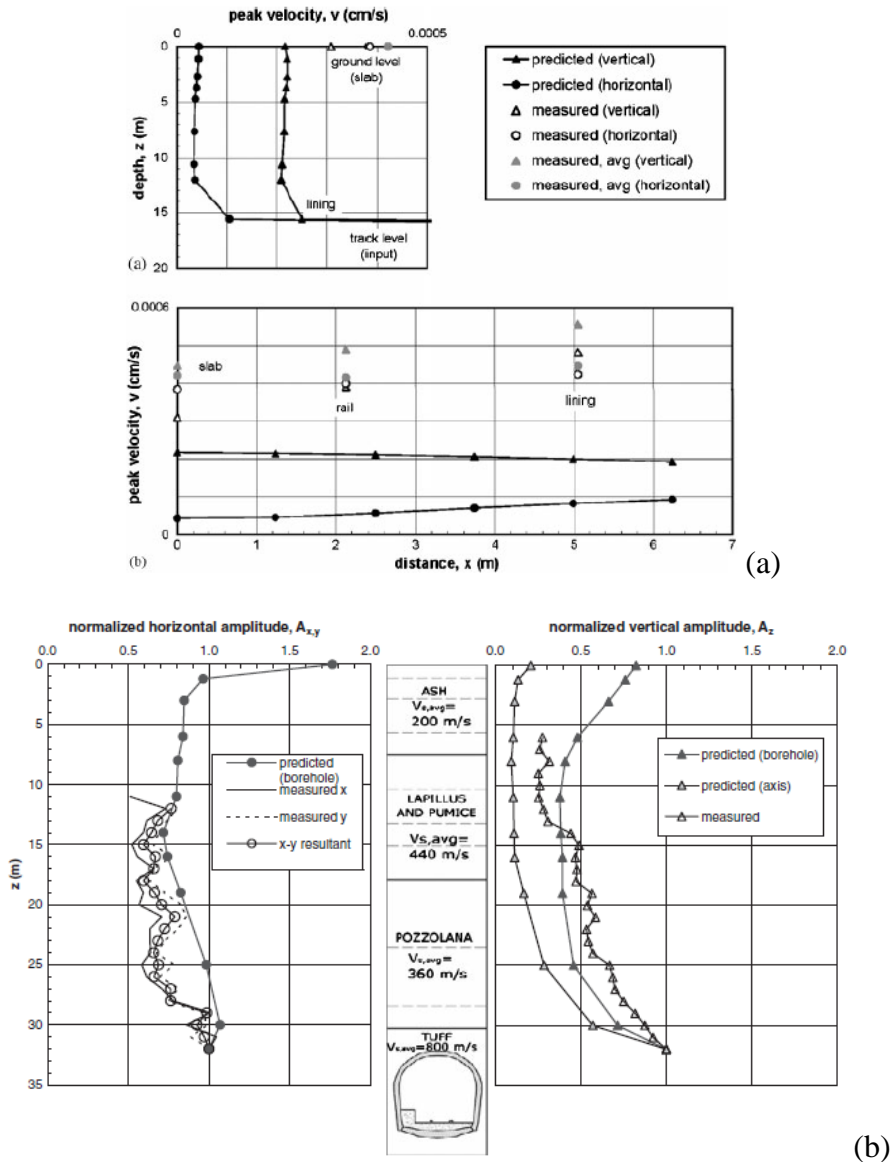 peak velocity, v (cm/s)
0 0.0005
0
5
10
15
20
depth, z (m)
ground level
(slab)
lining
track level
(input)
(a)
predicted (vertical)
predicted (horizontal)
measured (vertical)
measured (horizontal)
measured, avg (vertical)
measured, avg (horizontal)
0.0006
0
peak velocity, v (cm/s)
slab
rail
lining
0 1 2 3 4 5 6 7
distance, x (m)
(b)
(a)
normalized horizontal amplitude, Ax,y
0.0 0.5 1.0 1.5 2.0
0
5
10
15
20
25
30
35
z (m)
predicted
(borehole)
measured x
measured y
x-y resultant
ASH
Vs,avg=
200 m/s
LAPILLUS
AND PUMICE
Vs,avg=
440 m/s
POZZOLANA
Vs,avg=
360 m/s
TUFF
Vs,avg=800 m/s
normalized vertical amplitude, Az
0.0 0.5 1.0 1.5 2.0
predicted (borehole)
predicted (axis)
measured
(b)